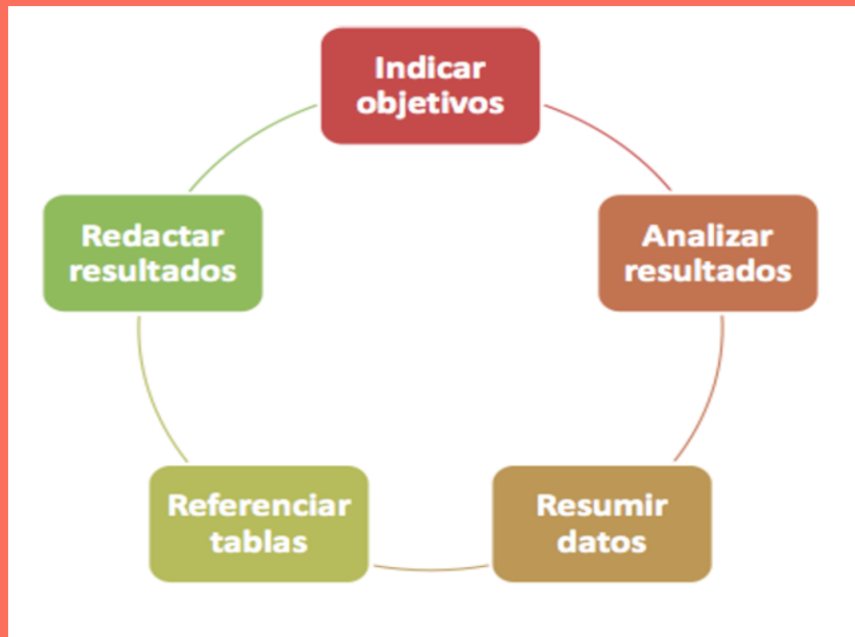 Indicar
objetivos
Analizar
resultados
Resumir
datos
Referenciar
tablas
Redactar
resultados